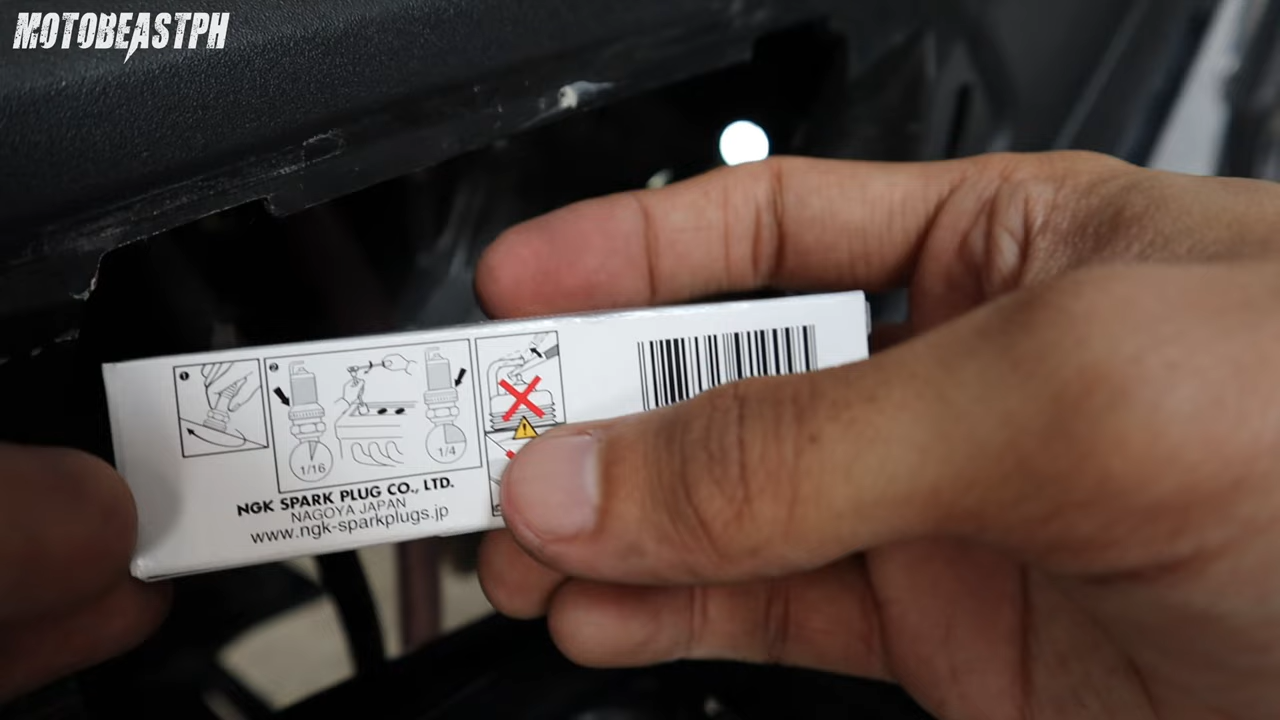 MOTOBEASTPH
1
2
1/16
1/4
NGK SPARK PLUG CO., LTD.
NAGOYA JAPAN
www.ngk-sparkplugs.jp